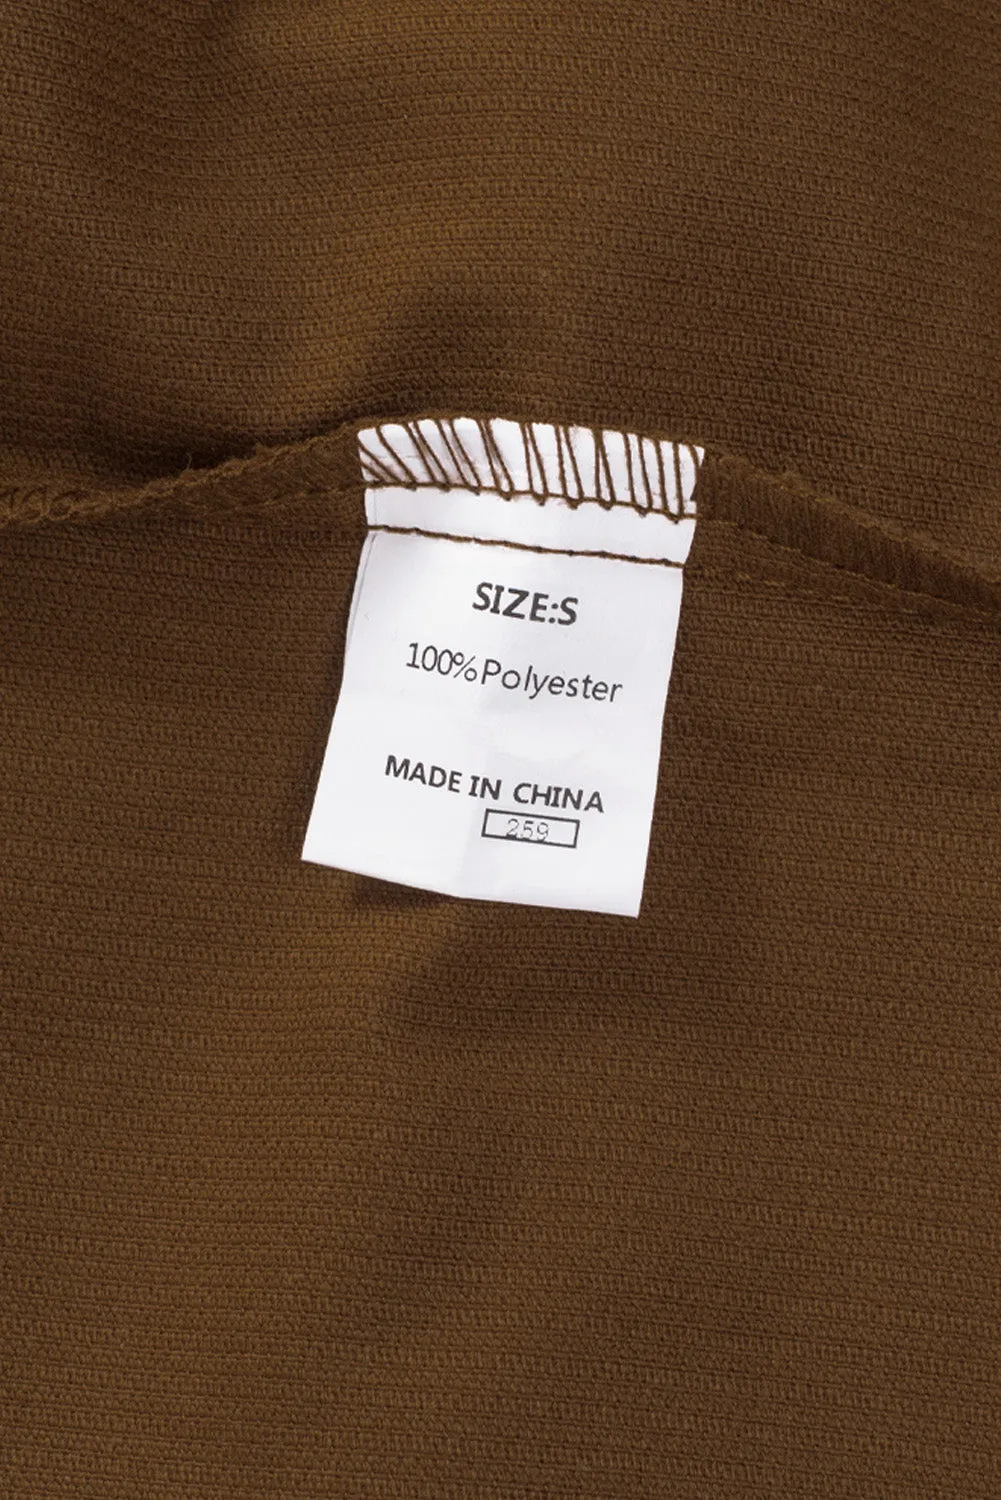 SIZE:S
100%Polyester
MADE IN CHINA
259